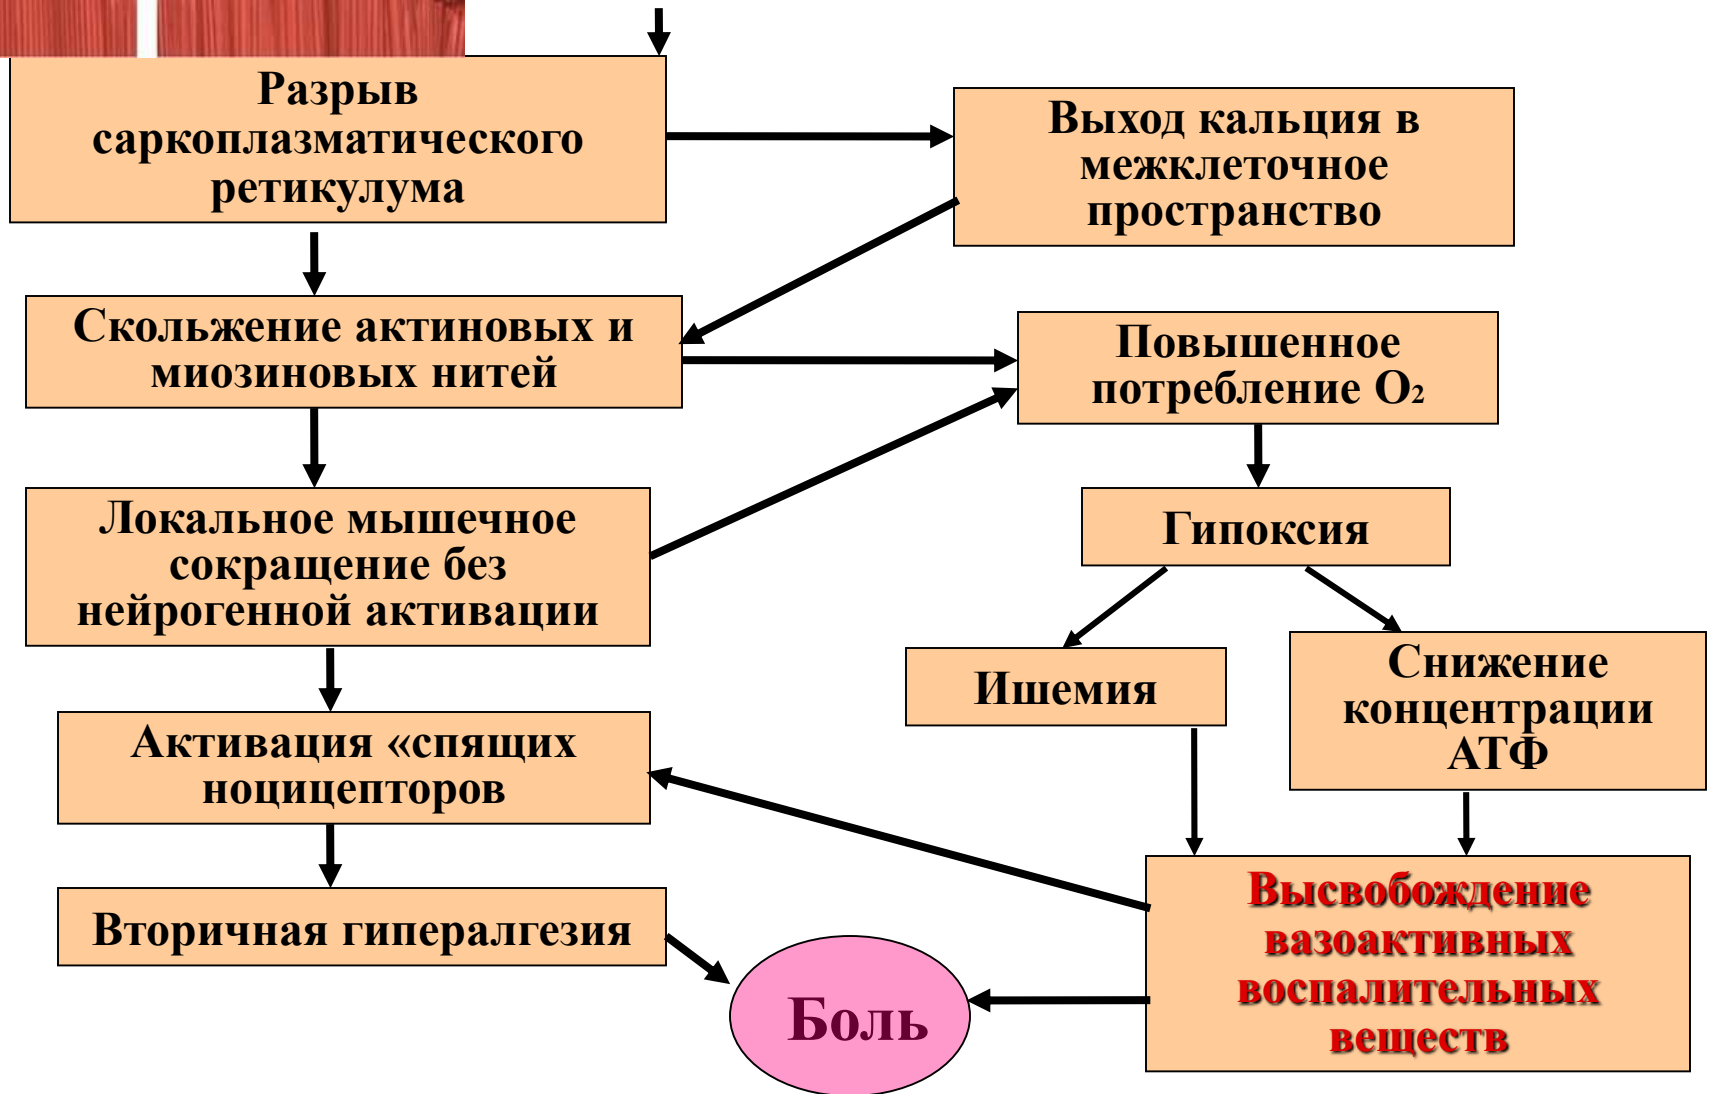 Разрыв
саркоплазматического
ретикулума
Выход кальция в
межклеточное
пространство
Скольжение актиновых и
миозиновых нитей
Повышенное
потребление О₂
Локальное мышечное
сокращение без
нейрогенной активации
Гипоксия
Ишемия
Снижение
концентрации
АТФ
Активация «спящих
ноцицепторов
Вторичная гипералгезия
Высвобождение
вазоактивных
воспалительных
веществ
Боль